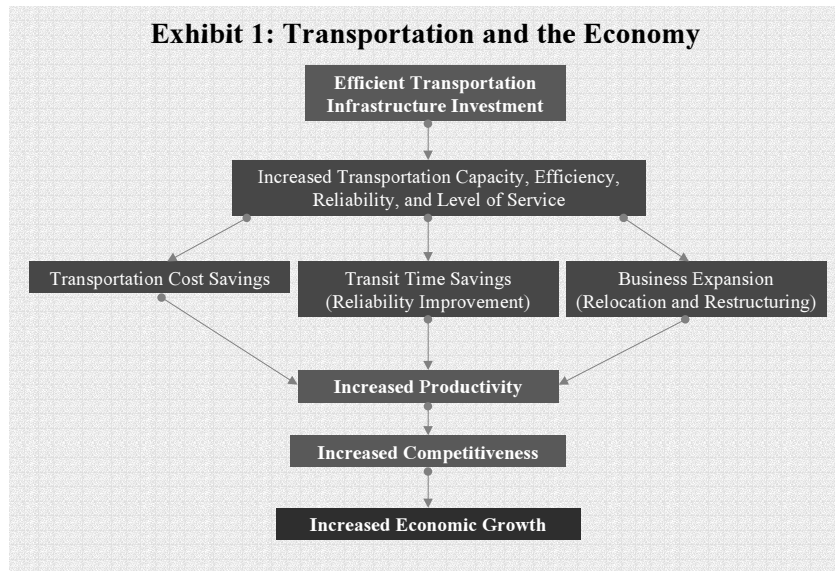 Exhibit 1: Transportation and the Economy
Efficient Transportation
Infrastructure Investment
Increased Transportation Capacity, Efficiency,
Reliability, and Level of Service
Transportation Cost Savings
Transit Time Savings
(Reliability Improvement)
Business Expansion
(Relocation and Restructuring)
Increased Productivity
Increased Competitiveness
Increased Economic Growth